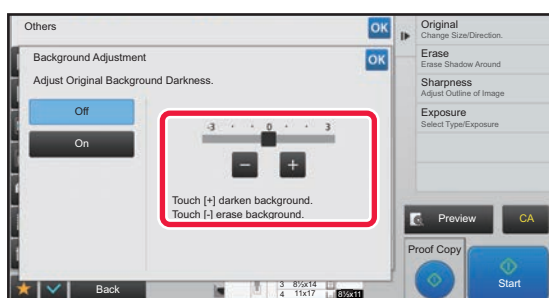 Others
OK
Background Adjustment
OK
Adjust Original Background Darkness.
Off
On
-3 0 3
− +
Touch [+] darken background.
Touch [-] erase background.
Back
3 8½x14
4 11x17
8½x11
Original
Change Size/Direction.
Erase
Erase Shadow Around
Sharpness
Adjust Outline of Image
Exposure
Select Type/Exposure
Preview
CA
Proof Copy
Start